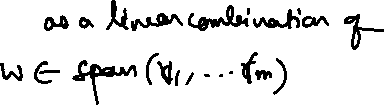 as a linear combination of
w ∈ span(v₁, ... vₘ)